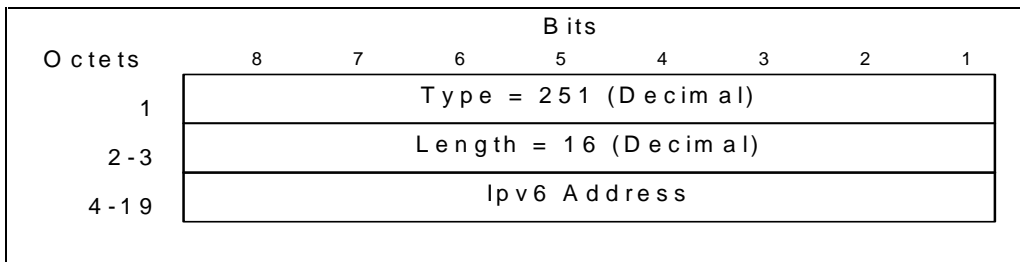 Bits
Octets 8 7 6 5 4 3 2 1
1 Type = 251 (Decimal)
2-3 Length = 16 (Decimal)
4-19 Ipv6 Address